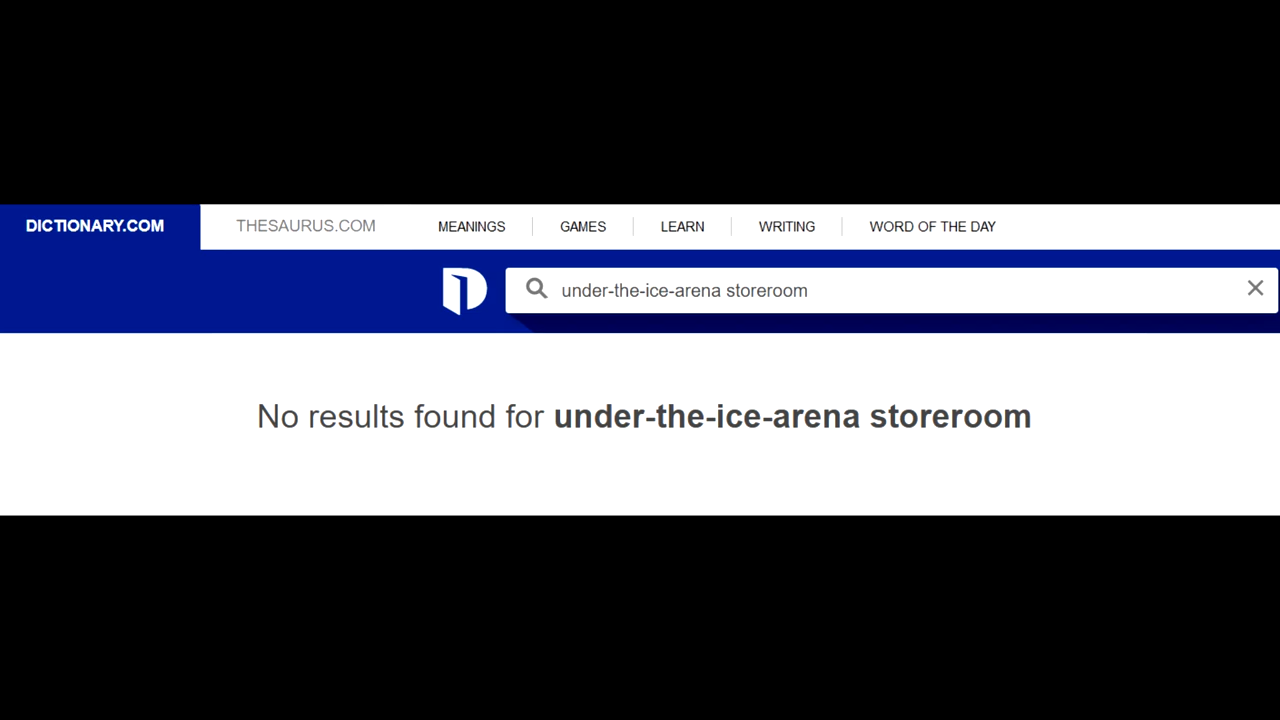 DICTIONARY.COM THESAURUS.COM MEANINGS GAMES LEARN WRITING WORD OF THE DAY
under-the-ice-arena storeroom
No results found for under-the-ice-arena storeroom